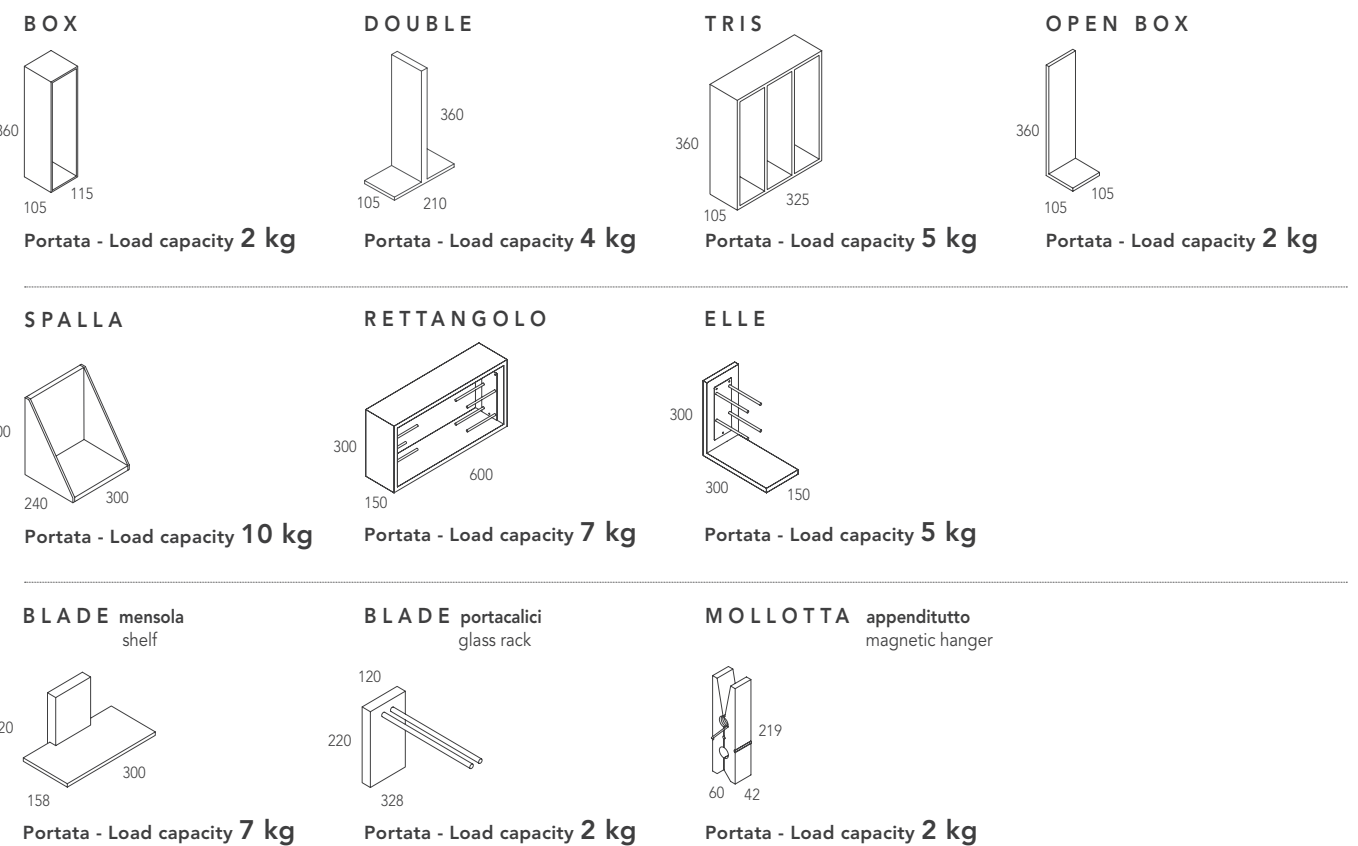 BOX
360
105
115
Portata - Load capacity 2 kg
DOUBLE
360
105
210
Portata - Load capacity 4 kg
TRIS
360
105
325
Portata - Load capacity 5 kg
OPEN BOX
360
105
105
Portata - Load capacity 2 kg
SPALLA
240
300
Portata - Load capacity 10 kg
RETTANGOLO
300
600
150
Portata - Load capacity 7 kg
ELLE
300
300
150
Portata - Load capacity 5 kg
BLADE mensola
shelf
300
158
Portata - Load capacity 7 kg
BLADE portacalici
glass rack
120
220
328
Portata - Load capacity 2 kg
MOLLOTTA appenditutto
magnetic hanger
219
60
42
Portata - Load capacity 2 kg